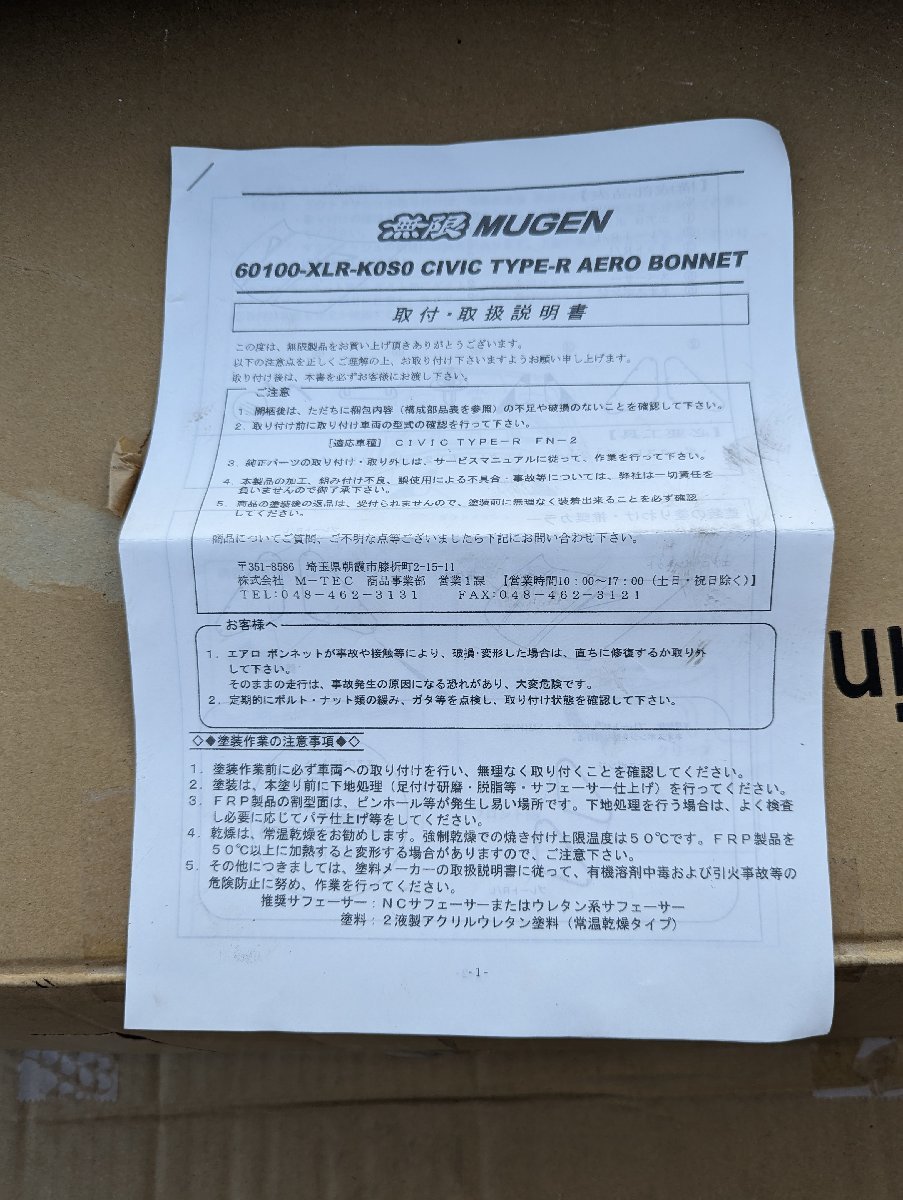 無限 MUGEN
60100-XLR-K0S0 CIVIC TYPE-R AERO BONNET
取付・取扱説明書
この度は、無限製品をお買い上げ頂きありがとうございます。
以下の注意点を正しくご理解の上、お取り付け下さいますようお願い申し上げます。
取り付け後は、本書を必ずお客様にお渡し下さい。
ご注意
1．開梱後は、ただちに梱包内容（構成部品表き参照）の不足や破損のないことを確認して下さい。
2．取り付け前に取り付け車両の型式の確認を行って下さい。
［適応車種］ CIVIC TYPE-R FN-2
3．純正パーツの取り付け・取り外しは、サービスマニュアルに従って、作業を行って下さい。
4．本製品の加工、組み付け不良、誤使用による不具合・事故等については、弊社は一切責任を
負いませんので御了承下さい。
5．商品の塗装後の返品は、受付られませんので、塗装前に無理なく装着出来ることを必ず確認
してください。
商品についてご質問、ご不明な点等ございましたら下記にお問い合わせ下さい。
〒351-8586 埼玉県朝霞市膝折町2-15-11
株式会社 M-TEC 商品事業部 営業1課 【営業時間10：00～17：00（土日・祝日除く）】
TEL:048-462-3131 FAX:048-462-3121
お客様へ
1．エアロ ボンネットが事故や接触等により、破損・変形した場合は、直ちに修復するか取り外
して下さい。
そのままの走行は、事故発生の原因になる恐れがあり、大変危険です。
2．定期的にボルト・ナット類の緩み、ガタ等を点検し、取り付け状態を確認して下さい。
◇◆塗装作業の注意事項◆◇
1．塗装作業前に必ず車両への取り付けを行い、無理なく取り付くことを確認してください。
2．塗装は、本塗り前に下地処理（足付け研磨・脱脂等・サフェーサー仕上げ）を行ってください。
3．FRP製品の割型面は、ピンホール等が発生し易い場所です。下地処理を行う場合は、よく検査
し必要に応じてパテ仕上げ等をしてください。
4．乾燥は、常温乾燥をお勧めします。強制乾燥での焼き付け上限温度は50℃です。FRP製品を
50℃以上に加熱すると変形する場合がありますので、ご注意下さい。
5．その他につきましては、塗料メーカーの取扱説明書に従って、有機溶剤中毒および引火事故等の
危険防止に努め、作業を行ってください。
推奨サフェーサー：NCサフェーサーまたはウレタン系サフェーサー
塗料：2液製アクリルウレタン塗料（常温乾燥タイプ）
-1-